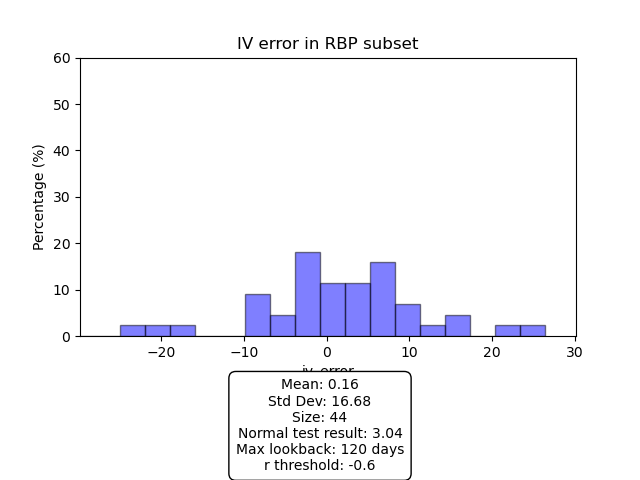 IV error in RBP subset
60
50
40
30
20
10
0
Percentage (%)
−20
−10
0
10
20
30
iv_error
Mean: 0.16
Std Dev: 16.68
Size: 44
Normal test result: 3.04
Max lookback: 120 days
r threshold: -0.6